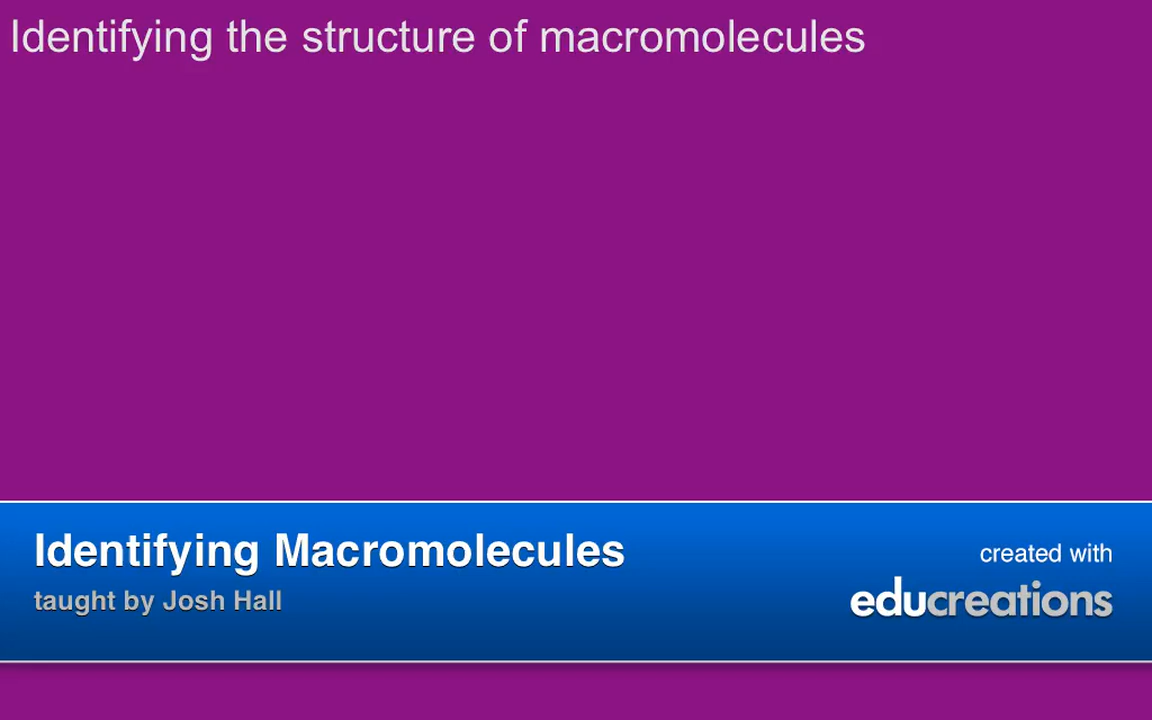 Identifying the structure of macromolecules
Identifying Macromolecules
taught by Josh Hall
created with
educreations